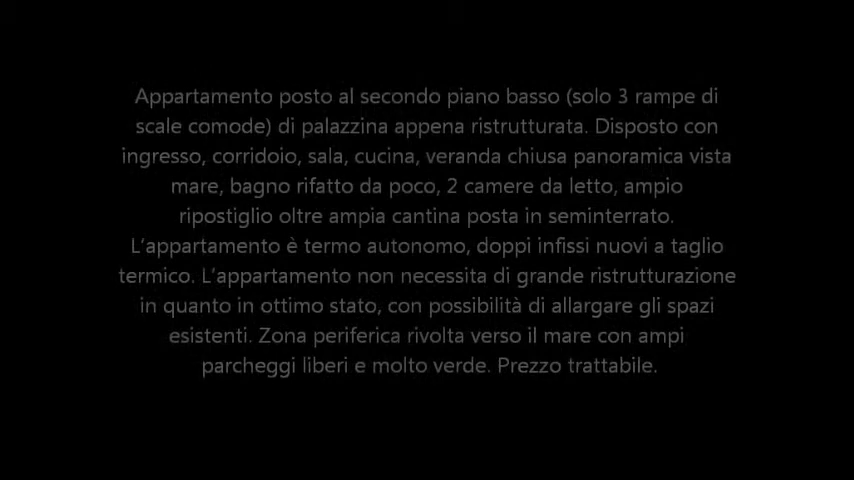 Appartamento posto al secondo piano basso (solo 3 rampe di
scale comode) di palazzina appena ristrutturata. Disposto con
ingresso, corridoio, sala, cucina, veranda chiusa panoramica vista
mare, bagno rifatto da poco, 2 camere da letto, ampio
ripostiglio oltre ampia cantina posta in seminterrato.
L'appartamento è termo autonomo, doppi infissi nuovi a taglio
termico. L'appartamento non necessita di grande ristrutturazione
in quanto in ottimo stato, con possibilità di allargare gli spazi
esistenti. Zona periferica rivolta verso il mare con ampi
parcheggi liberi e molto verde. Prezzo trattabile.